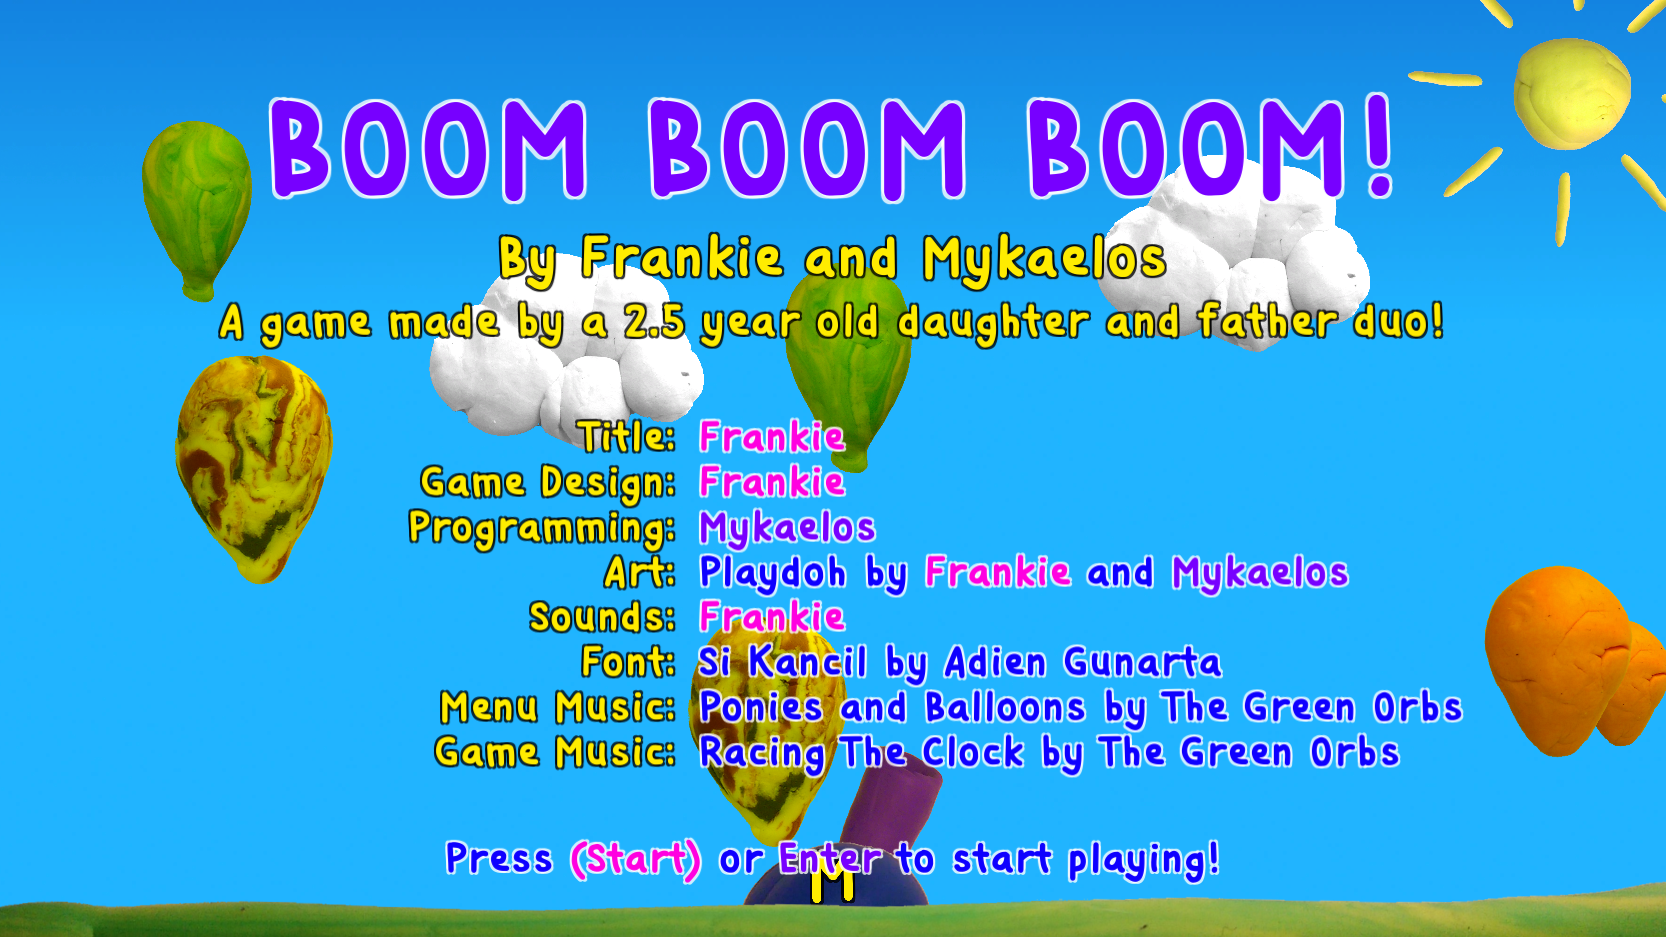 BOOM BOOM BOOM!
By Frankie and Mykaelos
A game made by a 2.5 year old daughter and father duo!
Title: Frankie
Game Design: Frankie
Programming: Mykaelos
Art: Playdoh by Frankie and Mykaelos
Sounds: Frankie
Font: Si Kancil by Adien Gunarta
Menu Music: Ponies and Balloons by The Green Orbs
Game Music: Racing The Clock by The Green Orbs
Press (Start) or Enter to start playing!
M